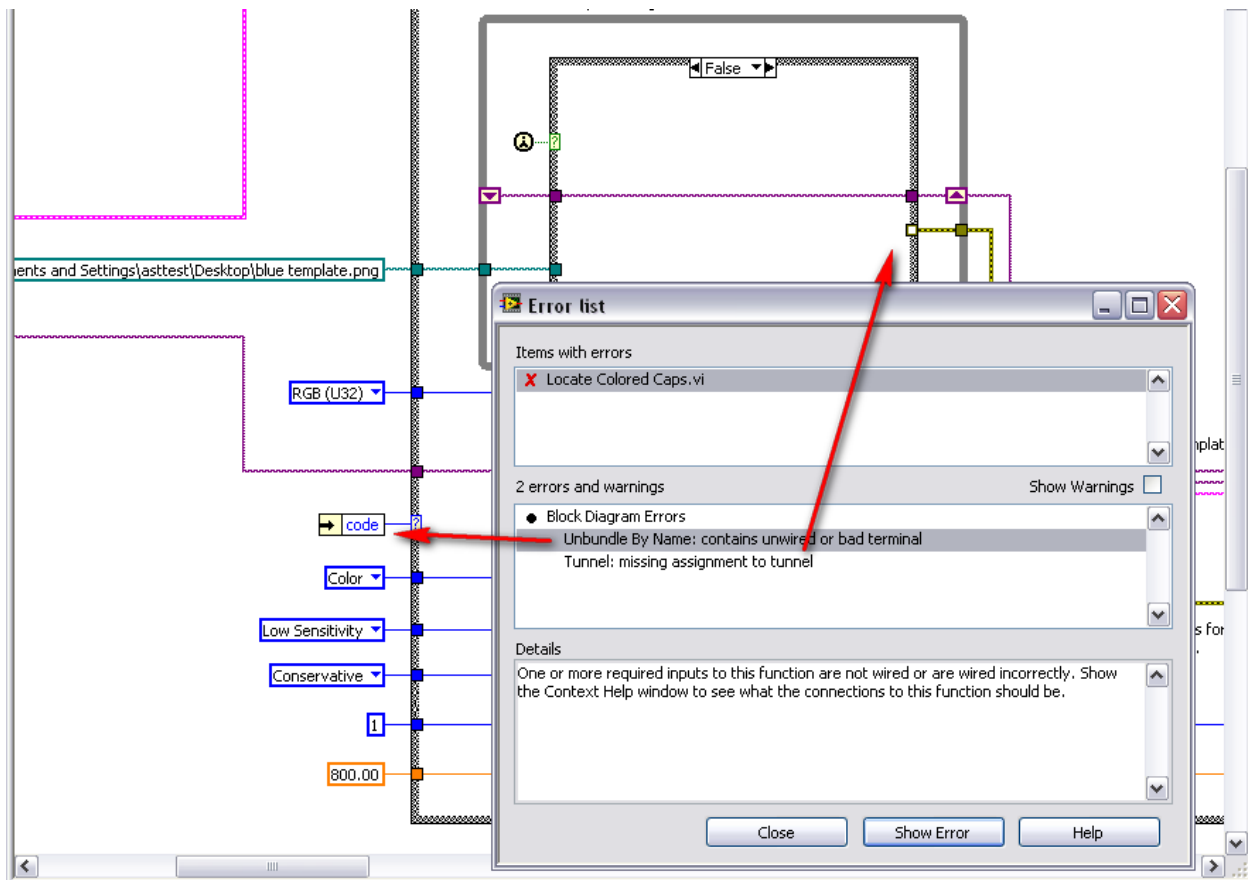 False
?
ents and Settings\asttest\Desktop\blue template.png
Error list
Items with errors
Locate Colored Caps.vi
RGB (U32)
2 errors and warnings
Show Warnings
Block Diagram Errors
code
?
Unbundle By Name: contains unwired or bad terminal
Tunnel: missing assignment to tunnel
Color
Low Sensitivity
s for
Details
Conservative
One or more required inputs to this function are not wired or are wired incorrectly. Show
the Context Help window to see what the connections to this function should be.
1
800.00
Close
Show Error
Help